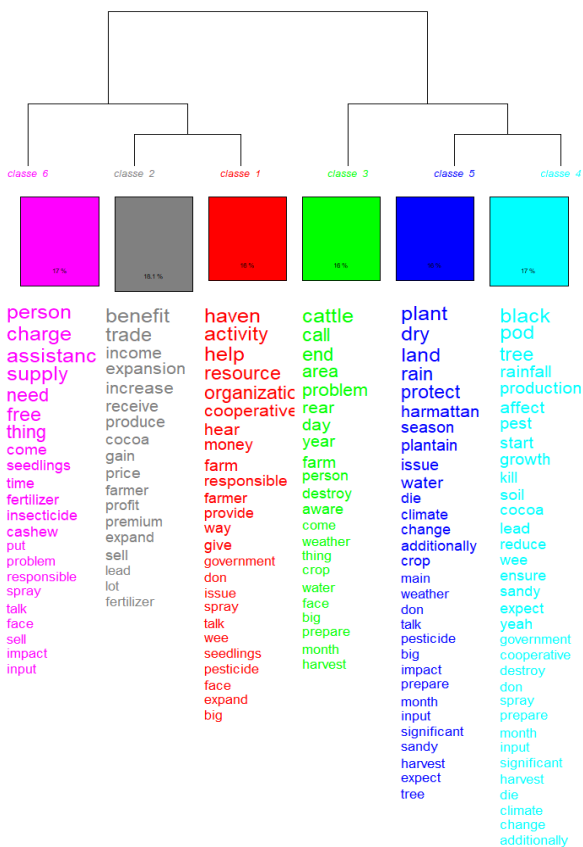 classe 6
classe 2
classe 1
classe 3
classe 5
classe 4
17 %
16.1 %
16 %
16 %
17 %
person
charge
assistanc
supply
need
free
thing
come
seedlings
time
fertilizer
insecticide
cashew
put
problem
responsible
spray
talk
face
sell
impact
input
benefit
trade
income
expansion
increase
receive
produce
cocoa
gain
price
farmer
profit
premium
expand
sell
lead
lot
fertilizer
haven
activity
help
resource
organizatio
cooperative
hear
money
farm
responsible
farmer
provide
way
give
government
don
issue
spray
talk
wee
seedlings
pesticide
face
expand
big
cattle
call
end
area
problem
rear
day
year
farm
person
destroy
aware
come
weather
thing
crop
water
face
big
prepare
month
harvest
plant
dry
land
rain
protect
harmattan
season
plantain
issue
water
die
climate
change
additionally
crop
main
weather
don
talk
pesticide
big
impact
prepare
month
input
significant
sandy
harvest
expect
tree
black
pod
tree
rainfall
production
affect
pest
start
growth
kill
soil
cocoa
lead
reduce
wee
ensure
sandy
expect
yeah
government
cooperative
destroy
don
spray
prepare
month
input
significant
harvest
die
climate
change
additionally